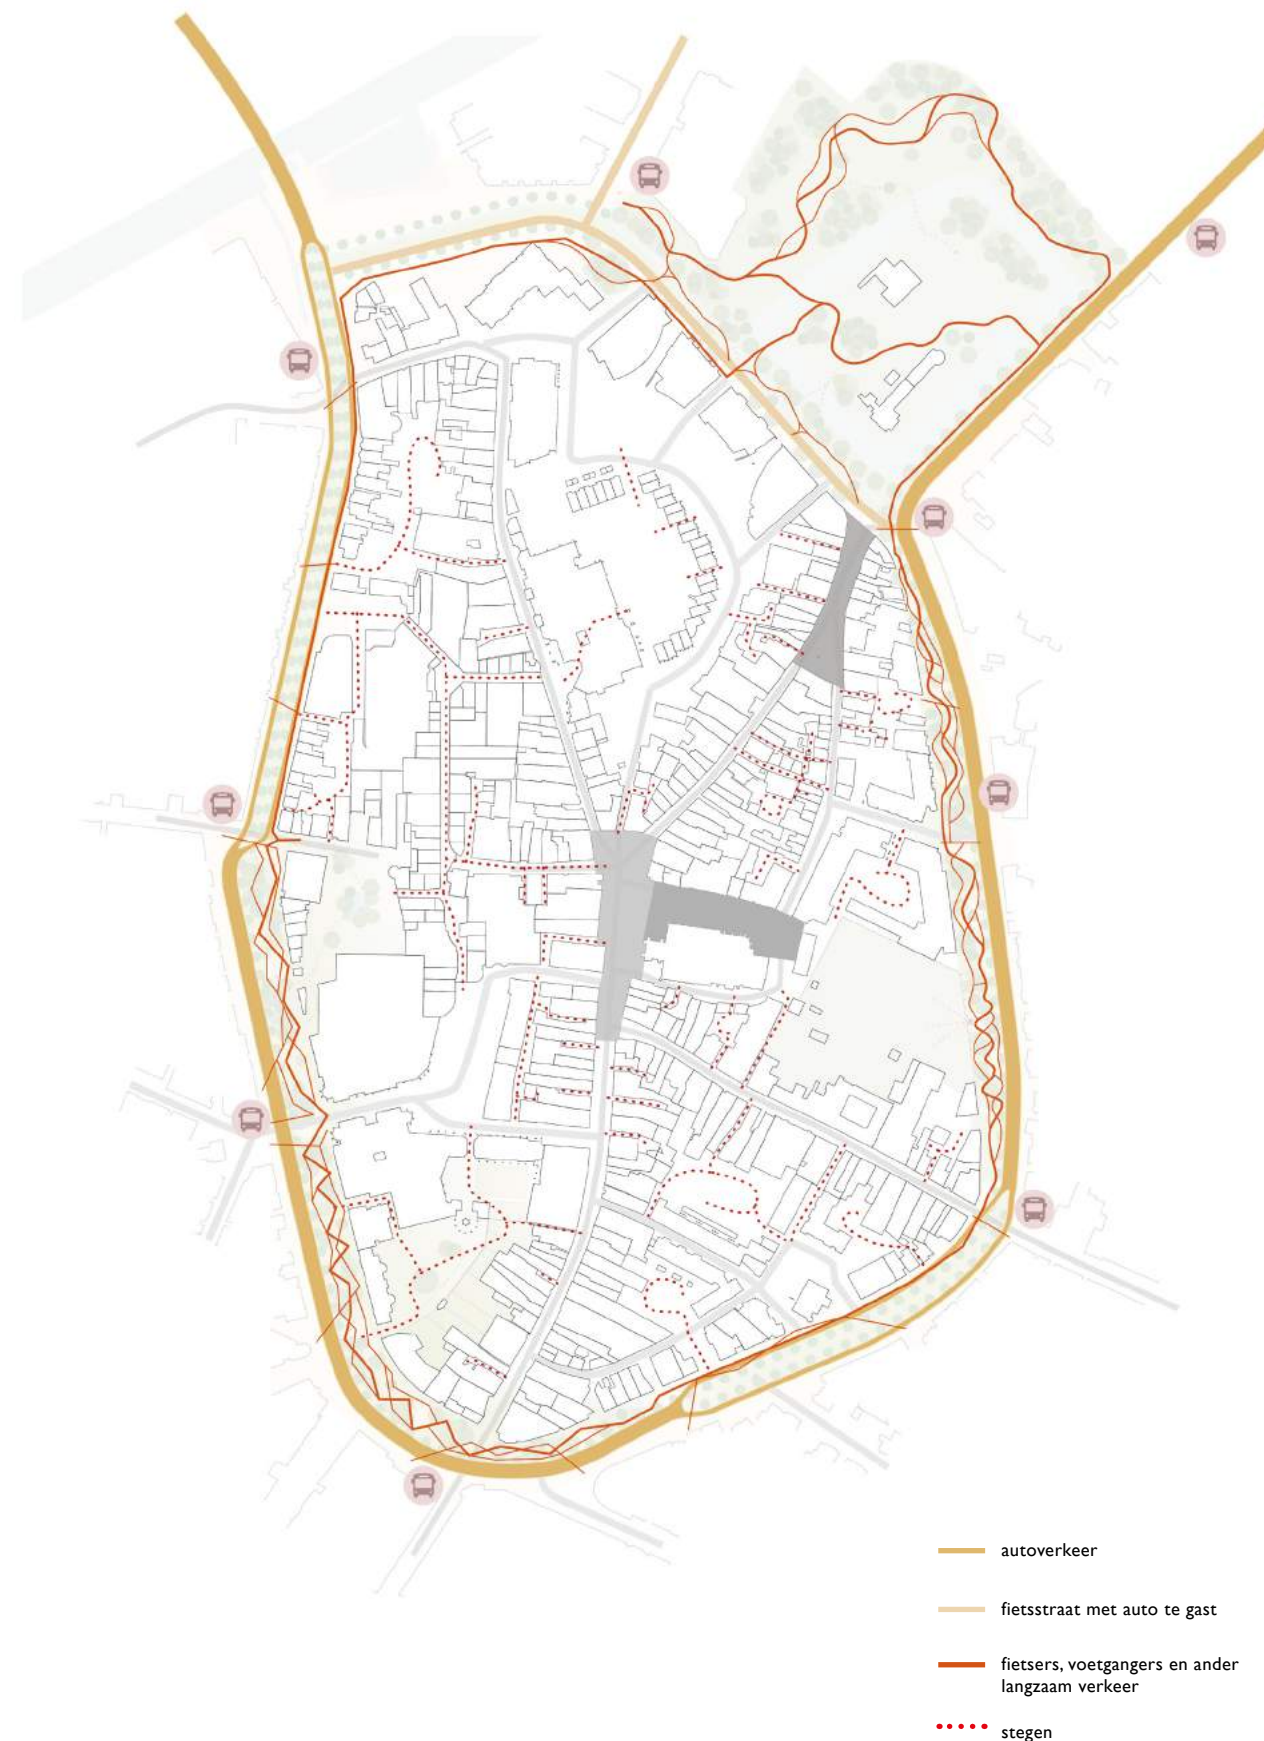 autoverkeer
fietsstraat met auto te gast
fietsers, voetgangers en ander
langzaam verkeer
stegen